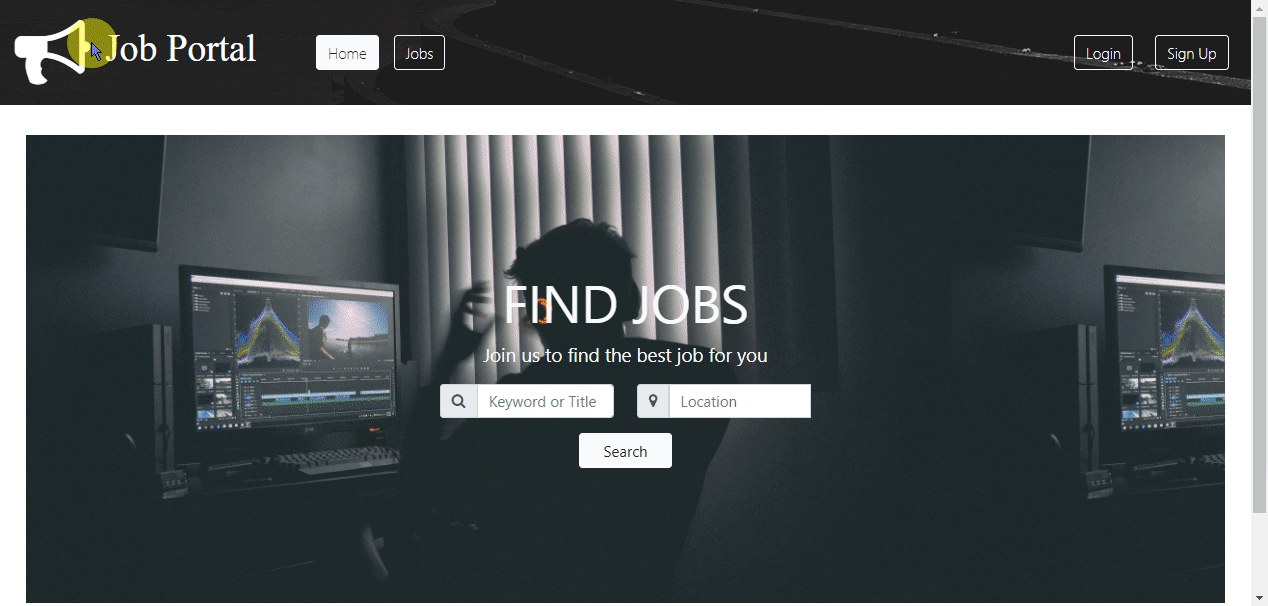 Job Portal
Home
Jobs
Login
Sign Up
FIND JOBS
Join us to find the best job for you
Keyword or Title
Location
Search